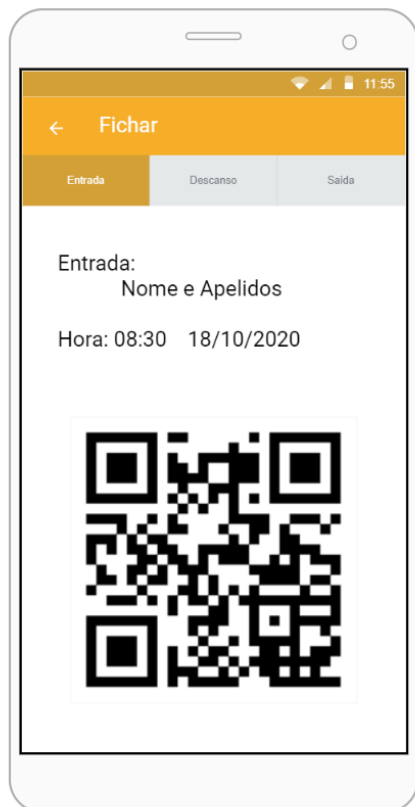 11:55
Fichar
Entrada
Descanso
Saída
Entrada:
Nome e Apelidos
Hora: 08:30 18/10/2020